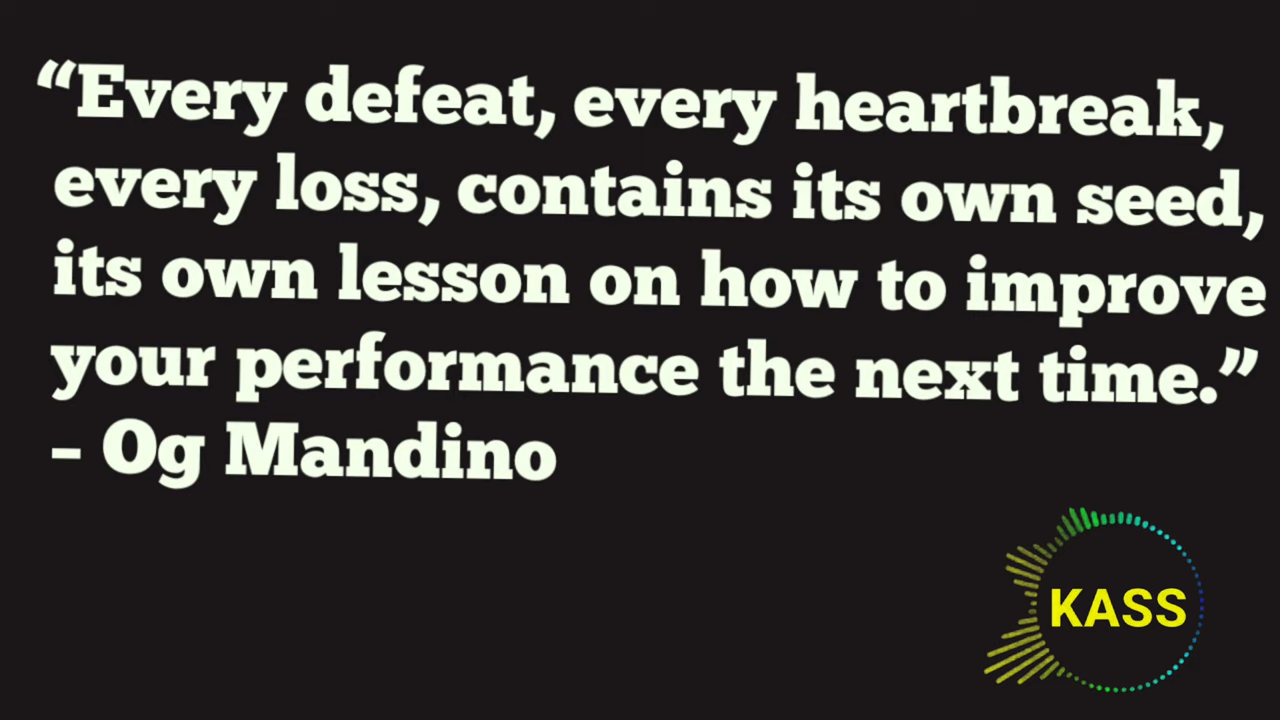 “Every defeat, every heartbreak,
every loss, contains its own seed,
its own lesson on how to improve
your performance the next time.”
– Og Mandino
KASS